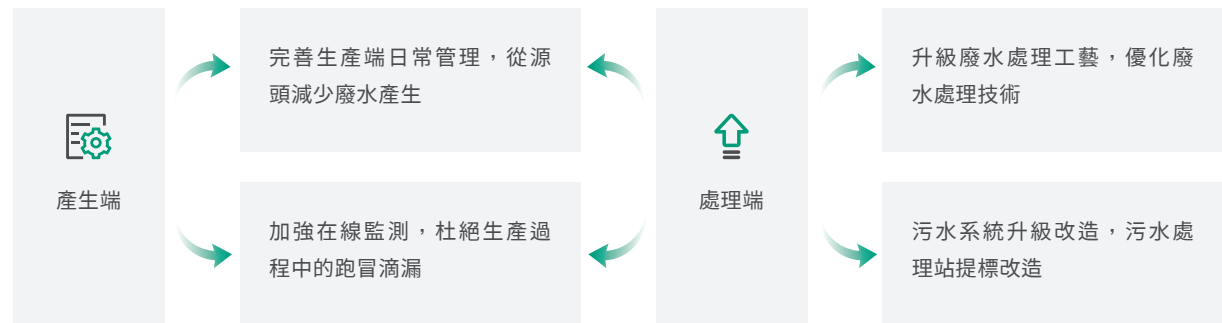 產生端
完善生產端日常管理，從源
頭減少廢水產生
加強在線監測，杜絕生產過
程中的跑冒滴漏
處理端
升級廢水處理工藝，優化廢
水處理技術
污水系統升級改造，污水處
理站提標改造